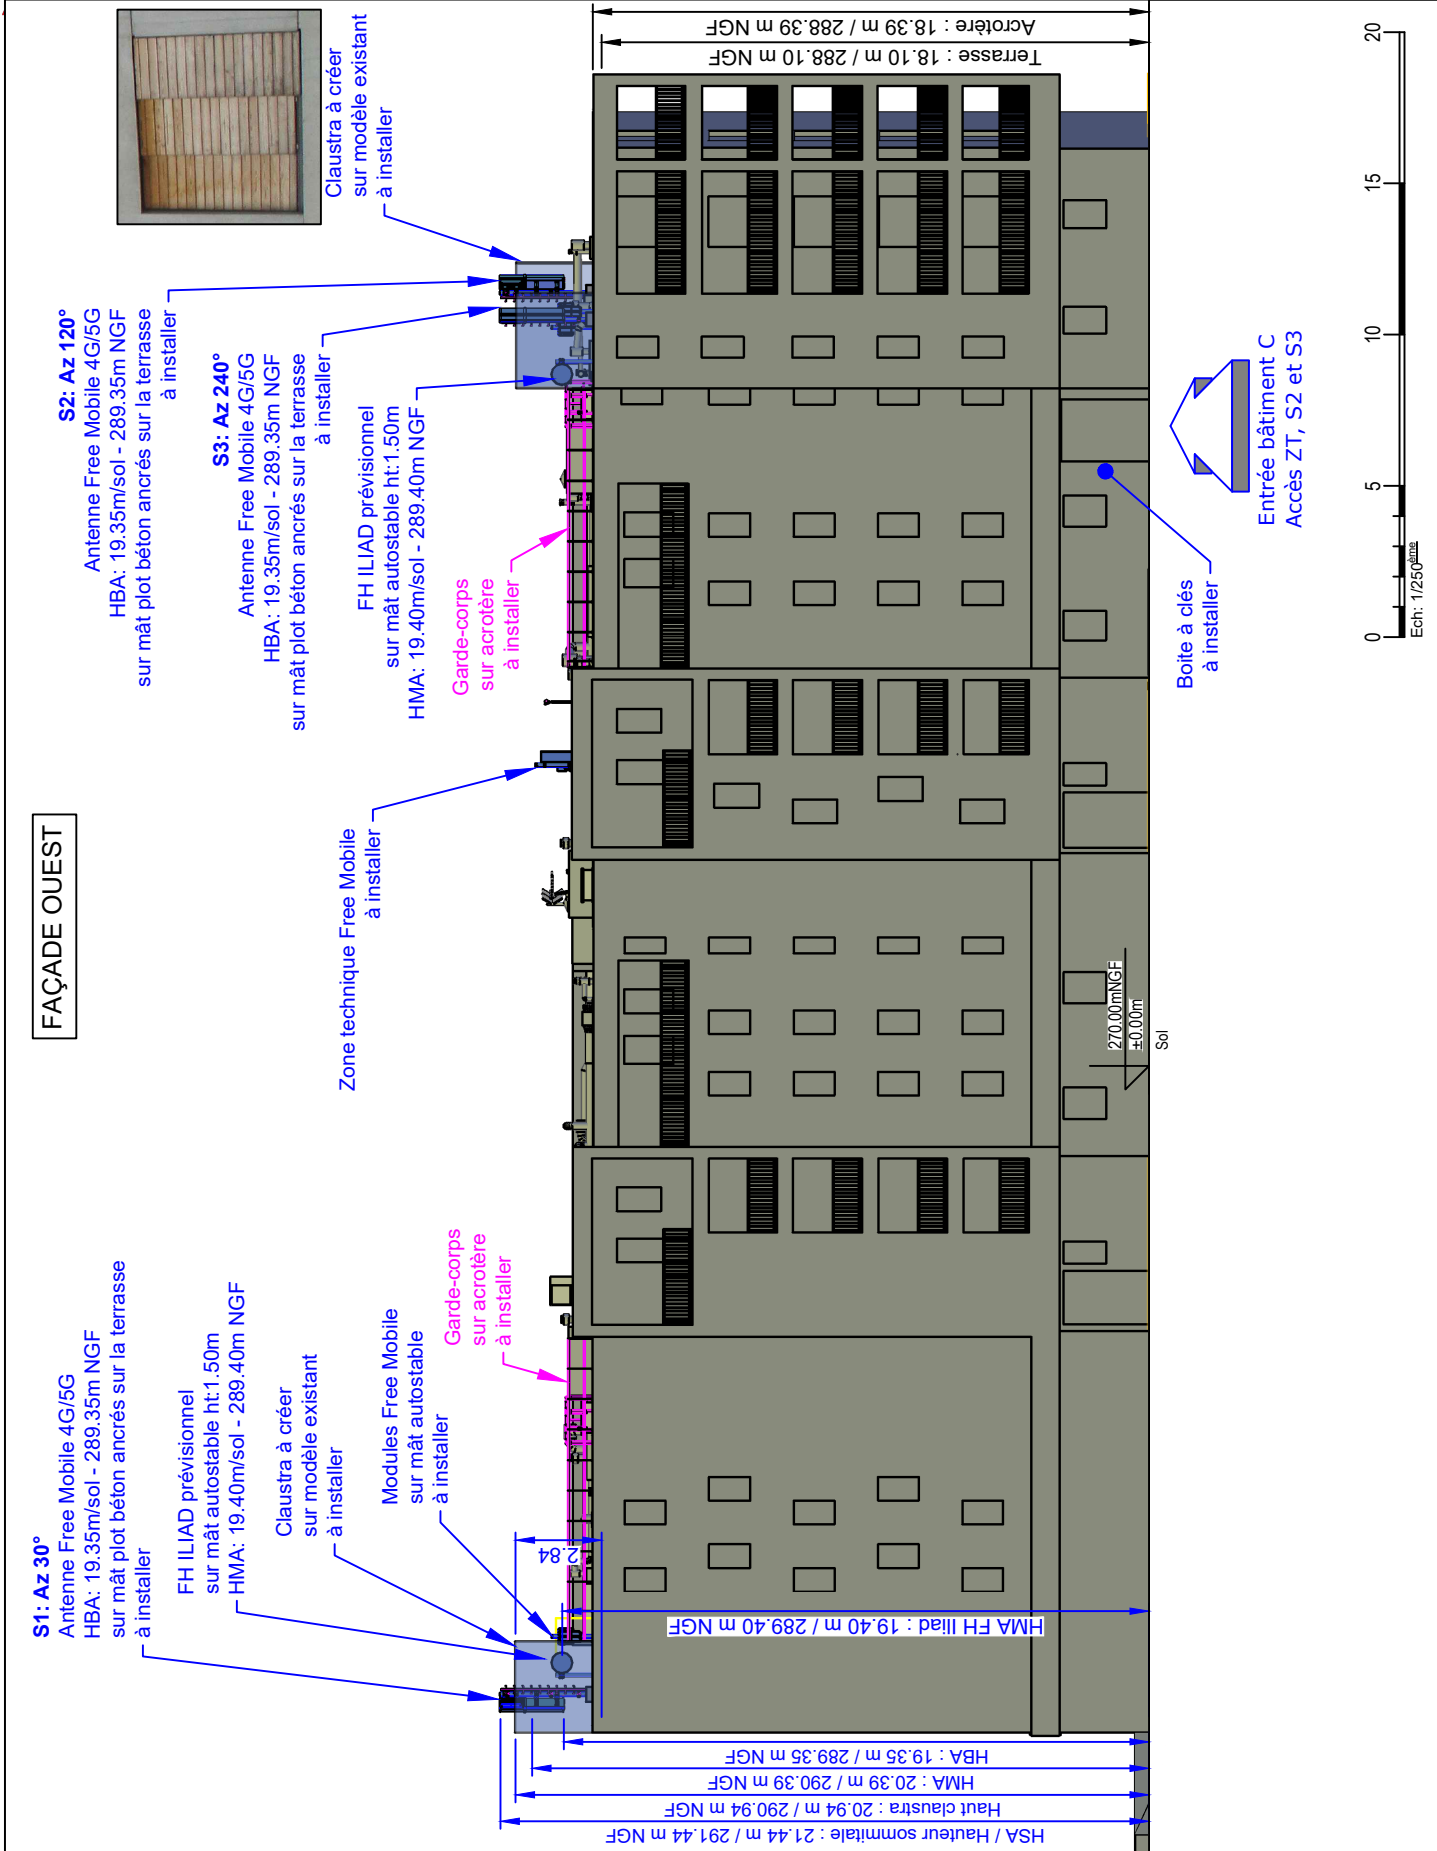 FAÇADE OUEST
S1: Az 30°
Antenne Free Mobile 4G/5G
HBA: 19.35m/sol - 289.35m NGF
sur mât plot béton ancrés sur la terrasse
à installer
FH ILIAD prévisionnel
sur mât autostable ht:1.50m
HMA: 19.40m/sol - 289.40m NGF
Claustra à créer
sur modèle existant
à installer
Modules Free Mobile
sur mât autostable
à installer
Garde-corps
sur acrotère
à installer
Zone technique Free Mobile
à installer
S2: Az 120°
Antenne Free Mobile 4G/5G
HBA: 19.35m/sol - 289.35m NGF
sur mât plot béton ancrés sur la terrasse
à installer
S3: Az 240°
Antenne Free Mobile 4G/5G
HBA: 19.35m/sol - 289.35m NGF
sur mât plot béton ancrés sur la terrasse
à installer
FH ILIAD prévisionnel
sur mât autostable ht:1.50m
HMA: 19.40m/sol - 289.40m NGF
Garde-corps
sur acrotère
à installer
Claustra à créer
sur modèle existant
à installer
HSA / Hauteur sommitale : 21.44 m / 291.44 m NGF
Haut claustra : 20.94 m / 290.94 m NGF
HMA : 20.39 m / 290.39 m NGF
HBA : 19.35 m / 289.35 m NGF
HMA FH Iliad : 19.40 m / 289.40 m NGF
2.84
Acrotère : 18.39 m / 288.39 m NGF
Terrasse : 18.10 m / 288.10 m NGF
270.00mNGF
±0.00m
Sol
Boite à clés
à installer
Entrée bâtiment C
Accès ZT, S2 et S3
0 5 10 15 20
Ech: 1/250ème